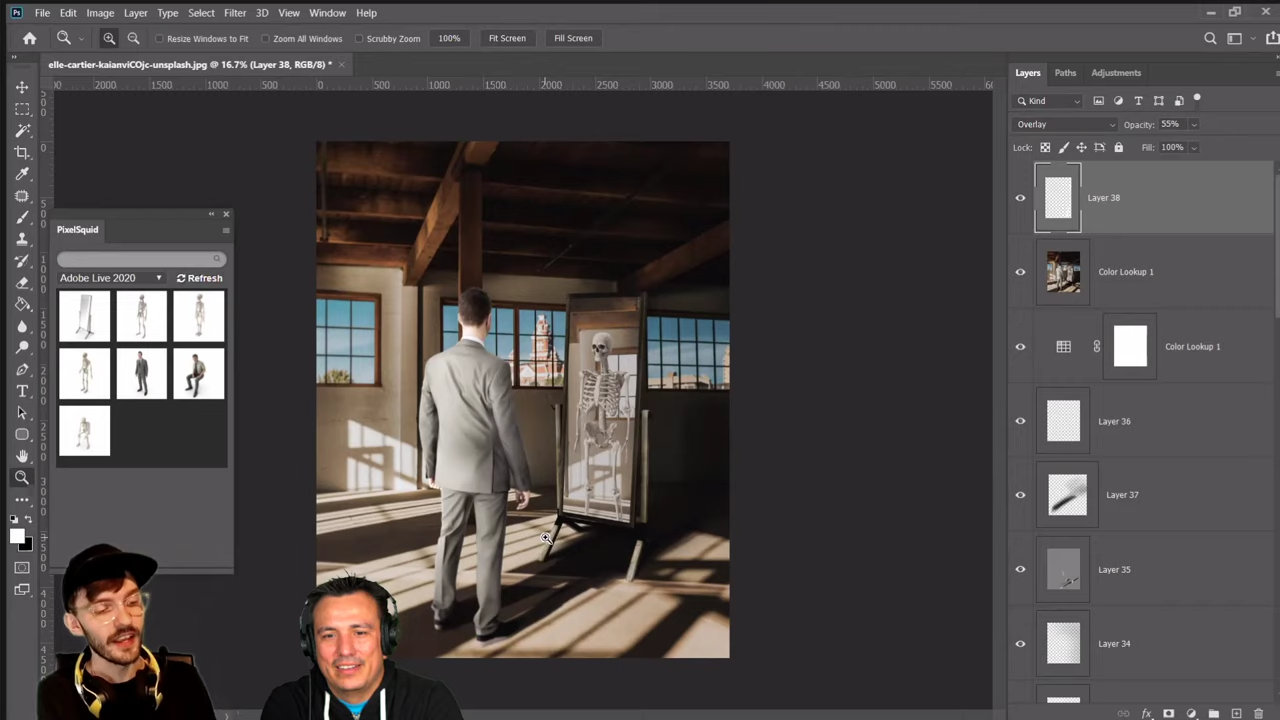 Ps File Edit Image Layer Type Select Filter 3D View Window Help
Resize Windows to Fit Zoom All Windows Scrubby Zoom 100% Fit Screen Fill Screen
elle-cartier-kaianviCOjc-unsplash.jpg @ 16.7% (Layer 38, RGB/8) *
2000 1500 1000 500 0 500 1000 1500 2000 2500 3000 3500 4000 4500 5000 5500
Layers Paths Adjustments
Kind
Overlay Opacity: 55%
Lock: Fill: 100%
Layer 38
PixelSquid
Adobe Live 2020 Refresh
Color Lookup 1
Color Lookup 1
Layer 36
Layer 37
Layer 35
Layer 34